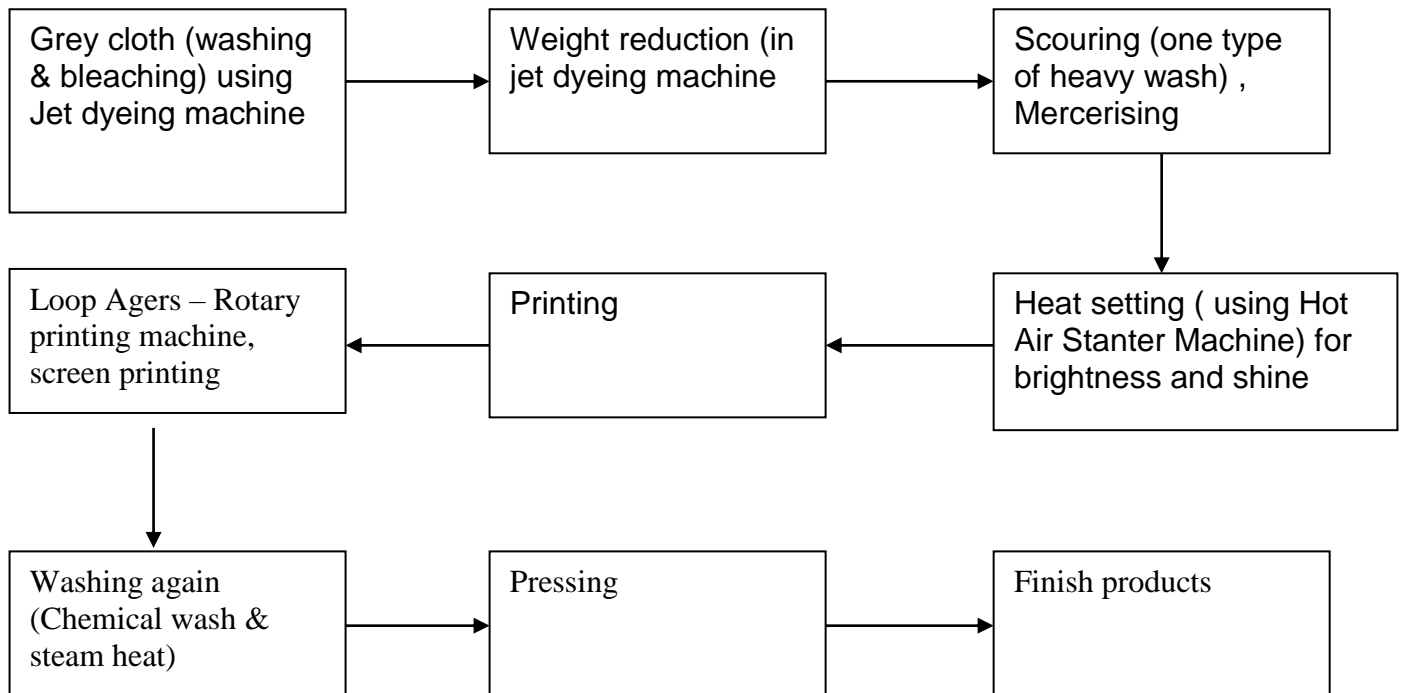 Grey cloth (washing
& bleaching) using
Jet dyeing machine
Weight reduction (in
jet dyeing machine
Scouring (one type
of heavy wash) ,
Mercerising
Heat setting ( using Hot
Air Stanter Machine) for
brightness and shine
Printing
Loop Agers – Rotary
printing machine,
screen printing
Washing again
(Chemical wash &
steam heat)
Pressing
Finish products